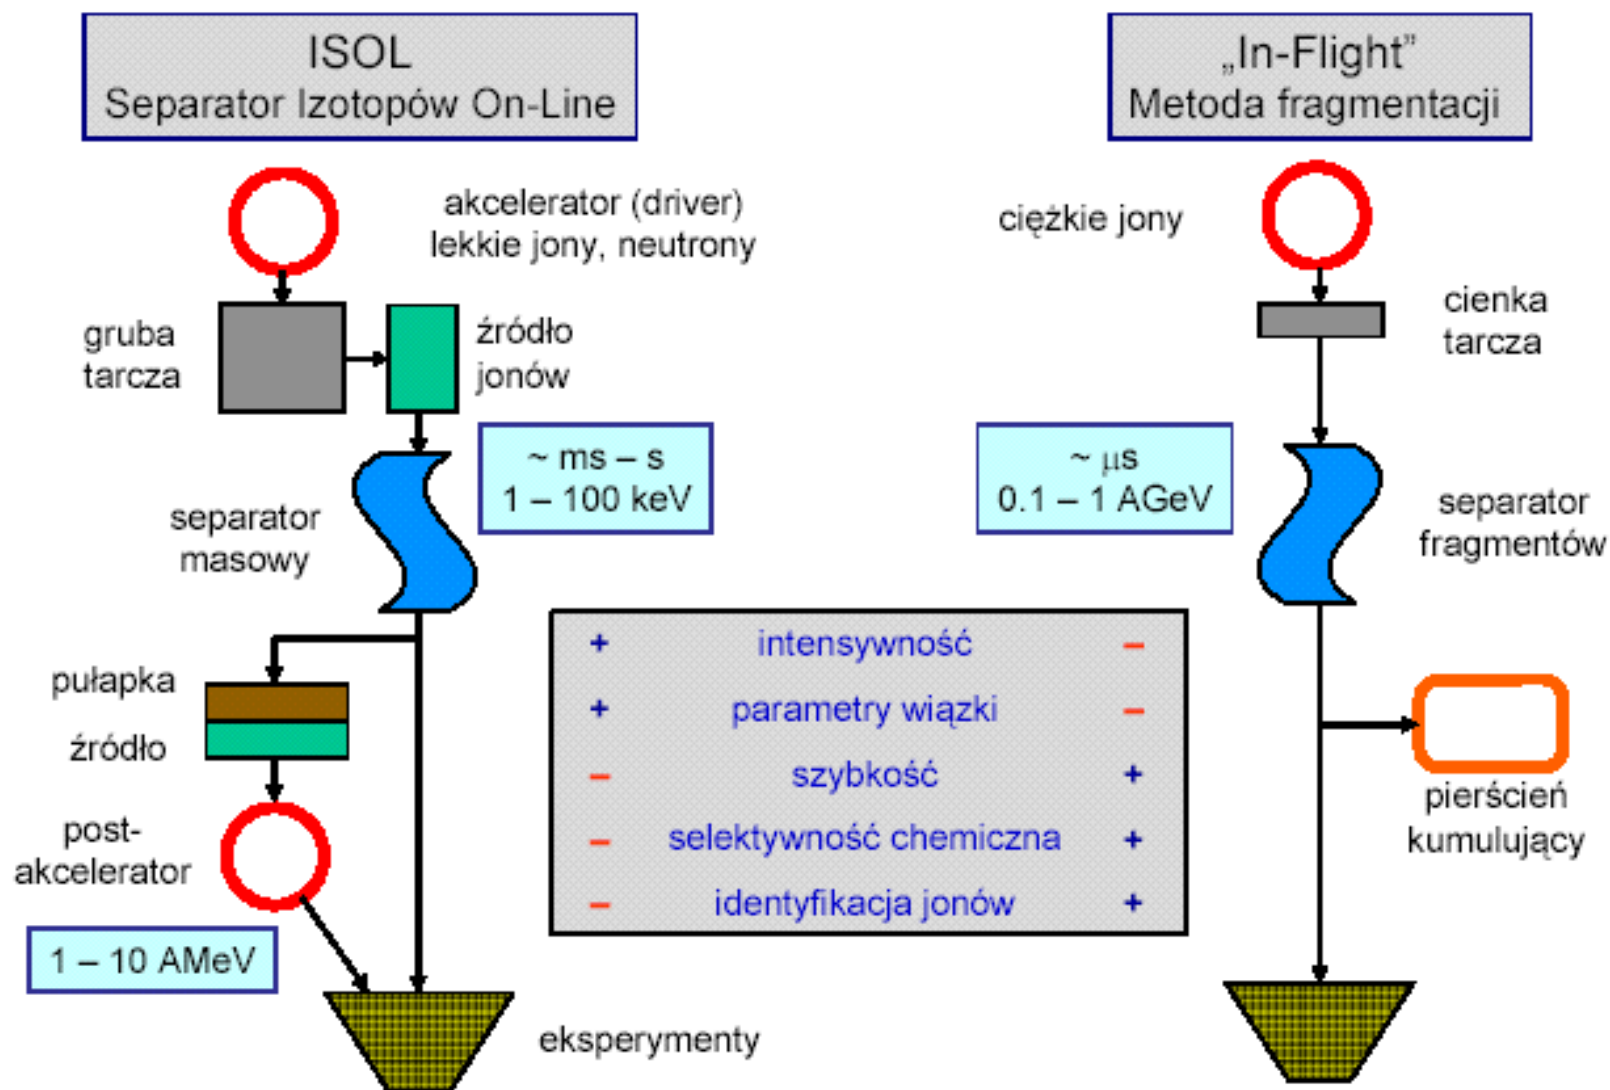 ISOL
Separator Izotopów On-Line
„In-Flight”
Metoda fragmentacji
akcelerator (driver)
lekkie jony, neutrony
ciężkie jony
gruba
tarcza
źródło
jonów
cienka
tarcza
~ ms – s
1 – 100 keV
~ μs
0.1 – 1 AGeV
separator
masowy
separator
fragmentów
+ intensywność –
+ parametry wiązki –
– szybkość +
– selektywność chemiczna +
– identyfikacja jonów +
pułapka
źródło
post-
akcelerator
1 – 10 AMeV
pierścień
kumulujący
eksperymenty